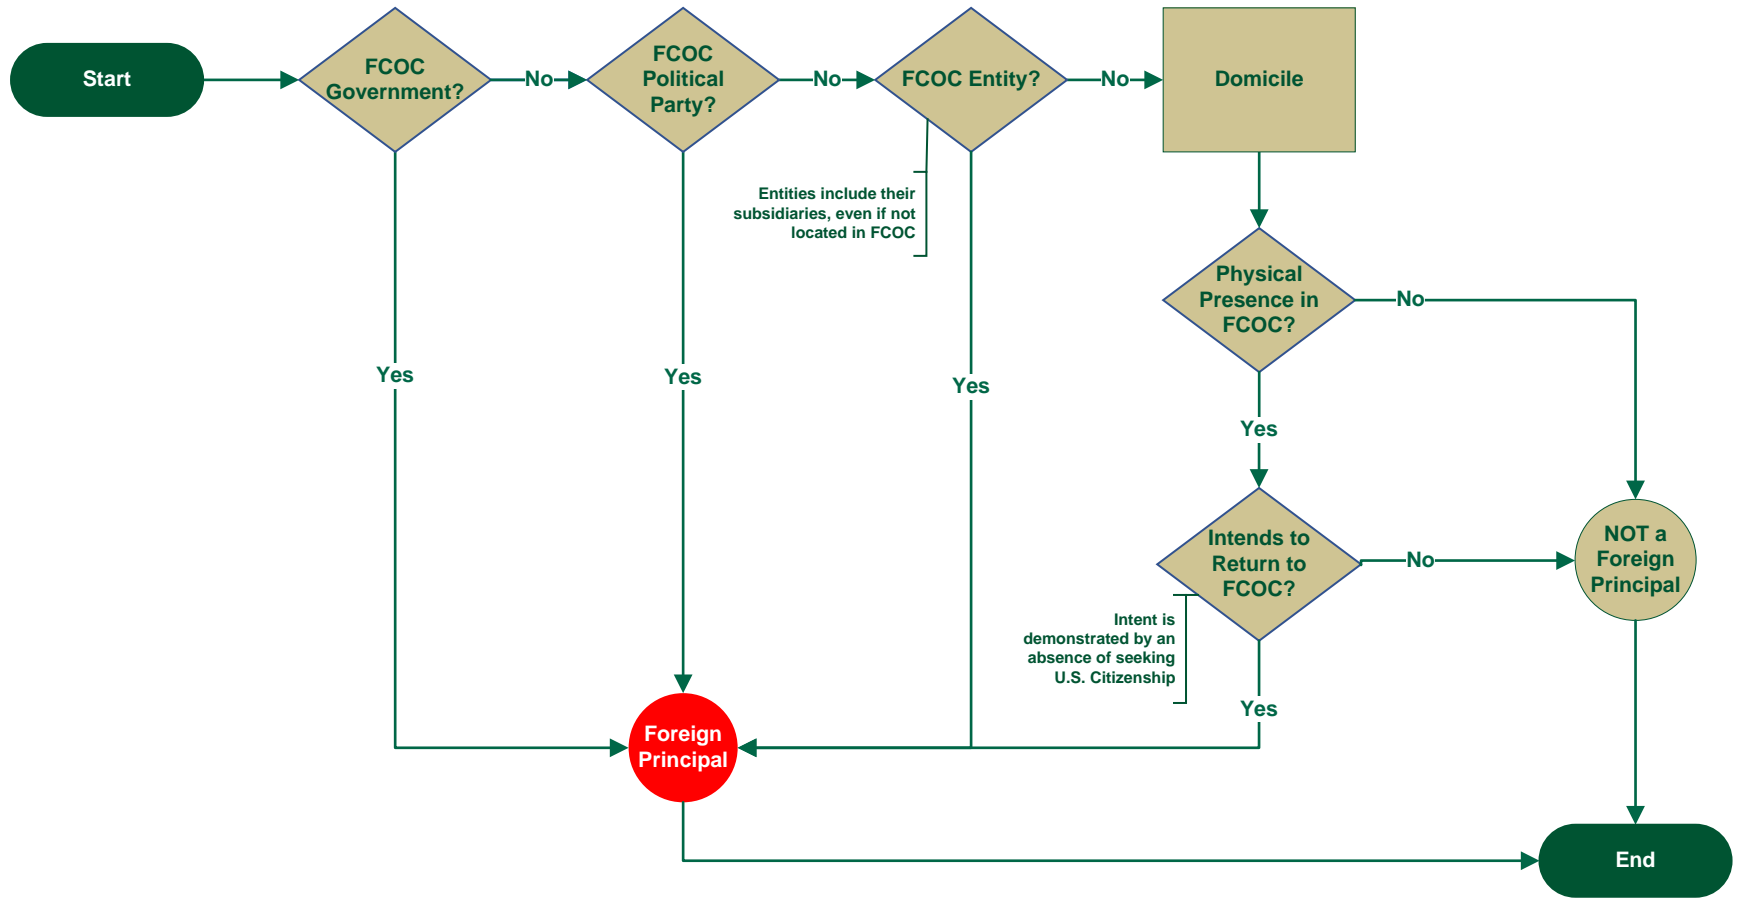 Start
FCOC
Government?
No
FCOC
Political
Party?
No
FCOC Entity?
No
Domicile
Entities include their
subsidiaries, even if not
located in FCOC
Physical
Presence in
FCOC?
No
Yes
Yes
Yes
Yes
Intends to
Return to
FCOC?
No
NOT a
Foreign
Principal
Intent is
demonstrated by an
absence of seeking
U.S. Citizenship
Yes
Foreign
Principal
End